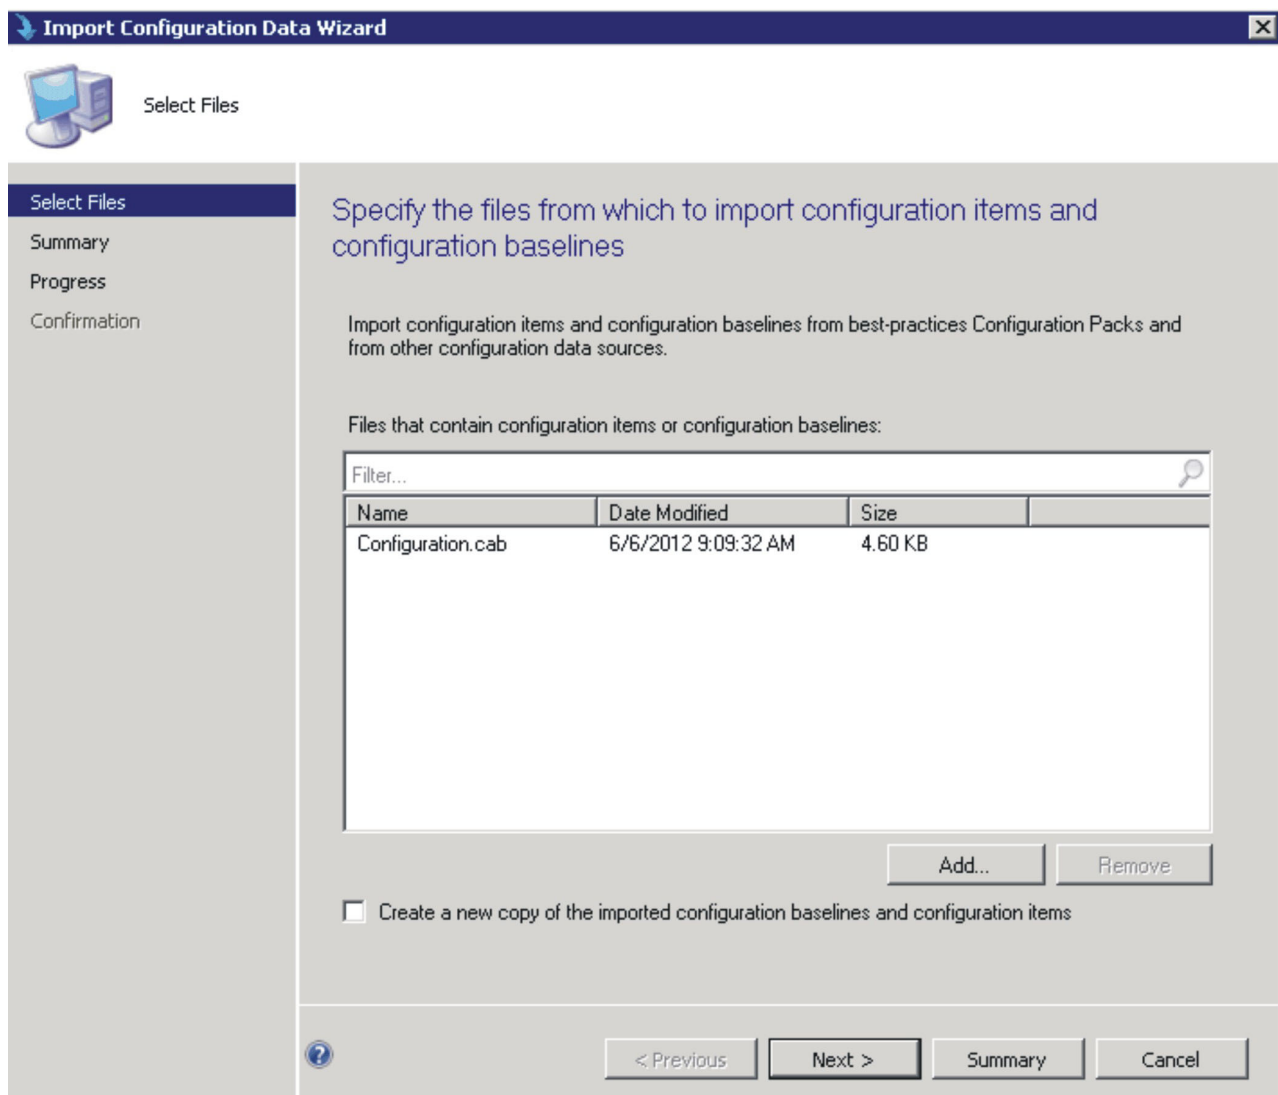 Import Configuration Data Wizard
Select Files
Select Files
Summary
Progress
Confirmation
Specify the files from which to import configuration items and
configuration baselines
Import configuration items and configuration baselines from best-practices Configuration Packs and
from other configuration data sources.
Files that contain configuration items or configuration baselines:
Filter...
Name Date Modified Size
Configuration.cab 6/6/2012 9:09:32 AM 4.60 KB
Add... Remove
Create a new copy of the imported configuration baselines and configuration items
? < Previous Next > Summary Cancel